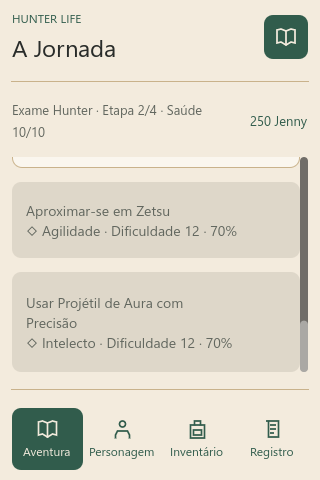 HUNTER LIFE
A Jornada
Exame Hunter · Etapa 2/4 · Saúde
10/10
250 Jenny
Aproximar-se em Zetsu
◇ Agilidade · Dificuldade 12 · 70%
Usar Projétil de Aura com
Precisão
◇ Intelecto · Dificuldade 12 · 70%
Aventura
Personagem
Inventário
Registro